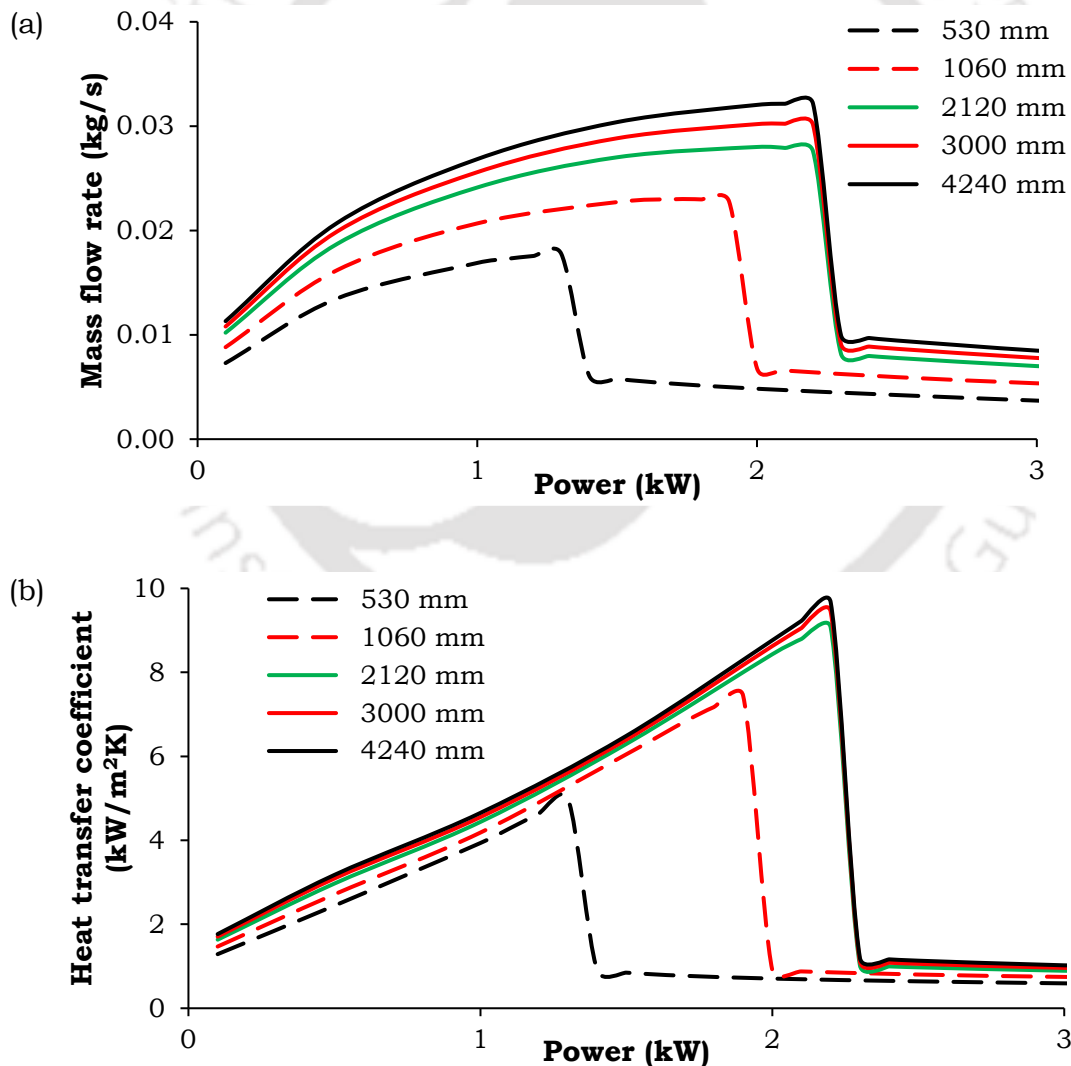 (a)
0.04
0.03
0.02
0.01
0.00
Mass flow rate (kg/s)
0
1
2
3
Power (kW)
530 mm
1060 mm
2120 mm
3000 mm
4240 mm
(b)
10
8
6
4
2
0
Heat transfer coefficient
(kW/m²K)
530 mm
1060 mm
2120 mm
3000 mm
4240 mm
0
1
2
3
Power (kW)
ns
Gu